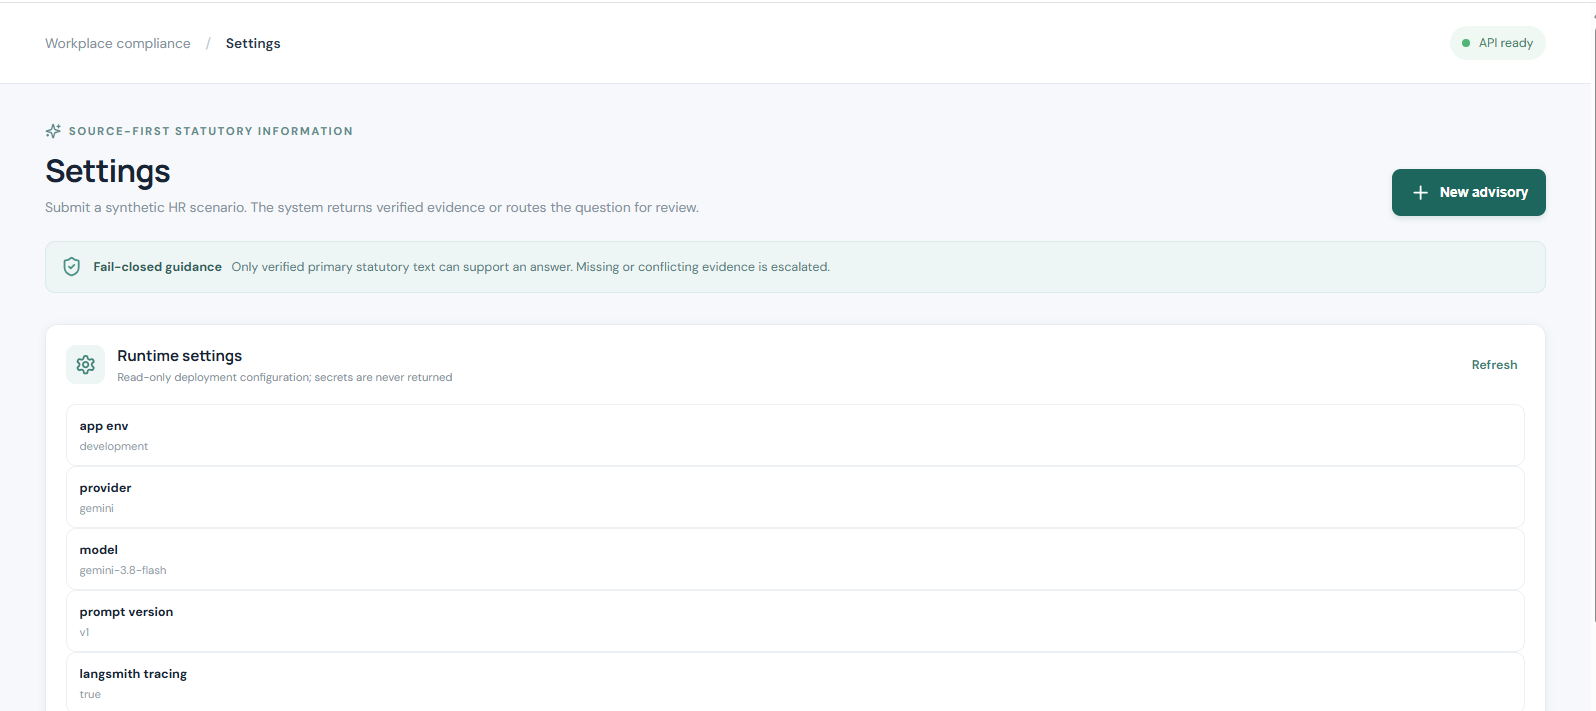 Workplace compliance / Settings
API ready
SOURCE-FIRST STATUTORY INFORMATION
Settings
Submit a synthetic HR scenario. The system returns verified evidence or routes the question for review.
New advisory
Fail-closed guidance Only verified primary statutory text can support an answer. Missing or conflicting evidence is escalated.
Runtime settings
Read-only deployment configuration; secrets are never returned
Refresh
app env
development
provider
gemini
model
gemini-3.8-flash
prompt version
v1
langsmith tracing
true